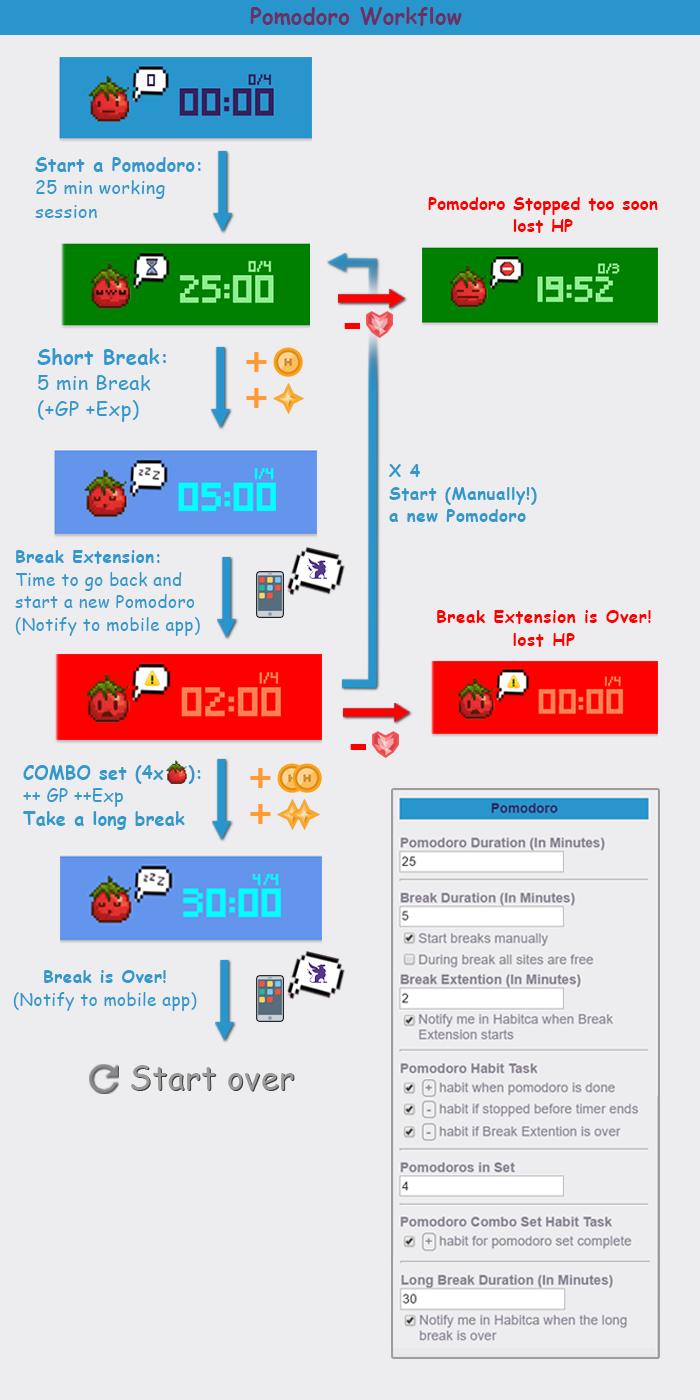 Pomodoro Workflow
0
0/4
00:00
Start a Pomodoro:
25 min working
session
Pomodoro Stopped too soon
lost HP
0/4
25:00
0/3
19:52
Short Break:
5 min Break
(+GP +Exp)
+ H
+
zzz
1/4
05:00
X 4
Start (Manually!)
a new Pomodoro
Break Extension:
Time to go back and
start a new Pomodoro
(Notify to mobile app)
Break Extension is Over!
lost HP
1/4
02:00
1/4
00:00
COMBO set (4x):
++ GP ++Exp
Take a long break
+ H H
+
zzz
4/4
30:00
Break is Over!
(Notify to mobile app)
Start over
Pomodoro
Pomodoro Duration (In Minutes)
25
Break Duration (In Minutes)
5
Start breaks manually
During break all sites are free
Break Extention (In Minutes)
2
Notify me in Habitca when Break
Extension starts
Pomodoro Habit Task
+ habit when pomodoro is done
- habit if stopped before timer ends
- habit if Break Extention is over
Pomodoros in Set
4
Pomodoro Combo Set Habit Task
+ habit for pomodoro set complete
Long Break Duration (In Minutes)
30
Notify me in Habitca when the long
break is over